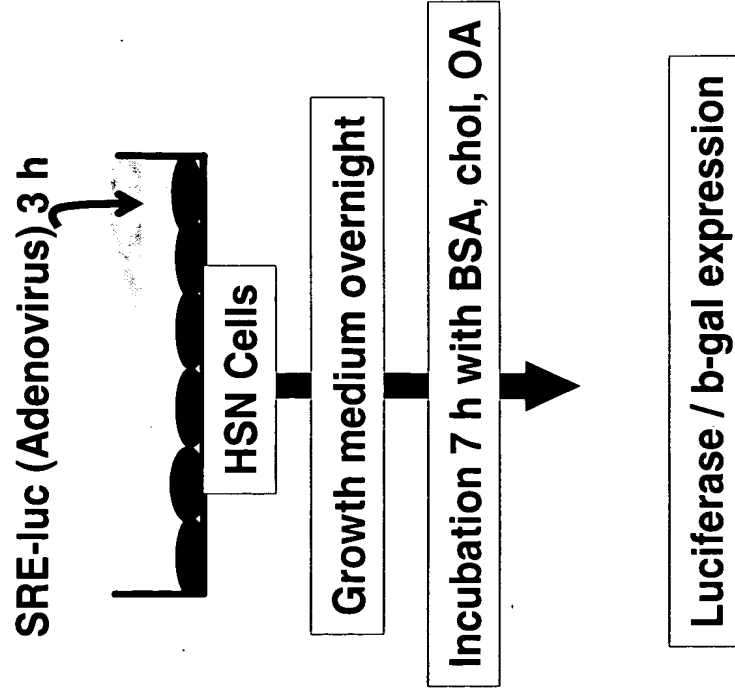 SRE-luc (Adenovirus) 3 h
HSN Cells
Growth medium overnight
Incubation 7 h with BSA, chol, OA
Luciferase / b-gal expression